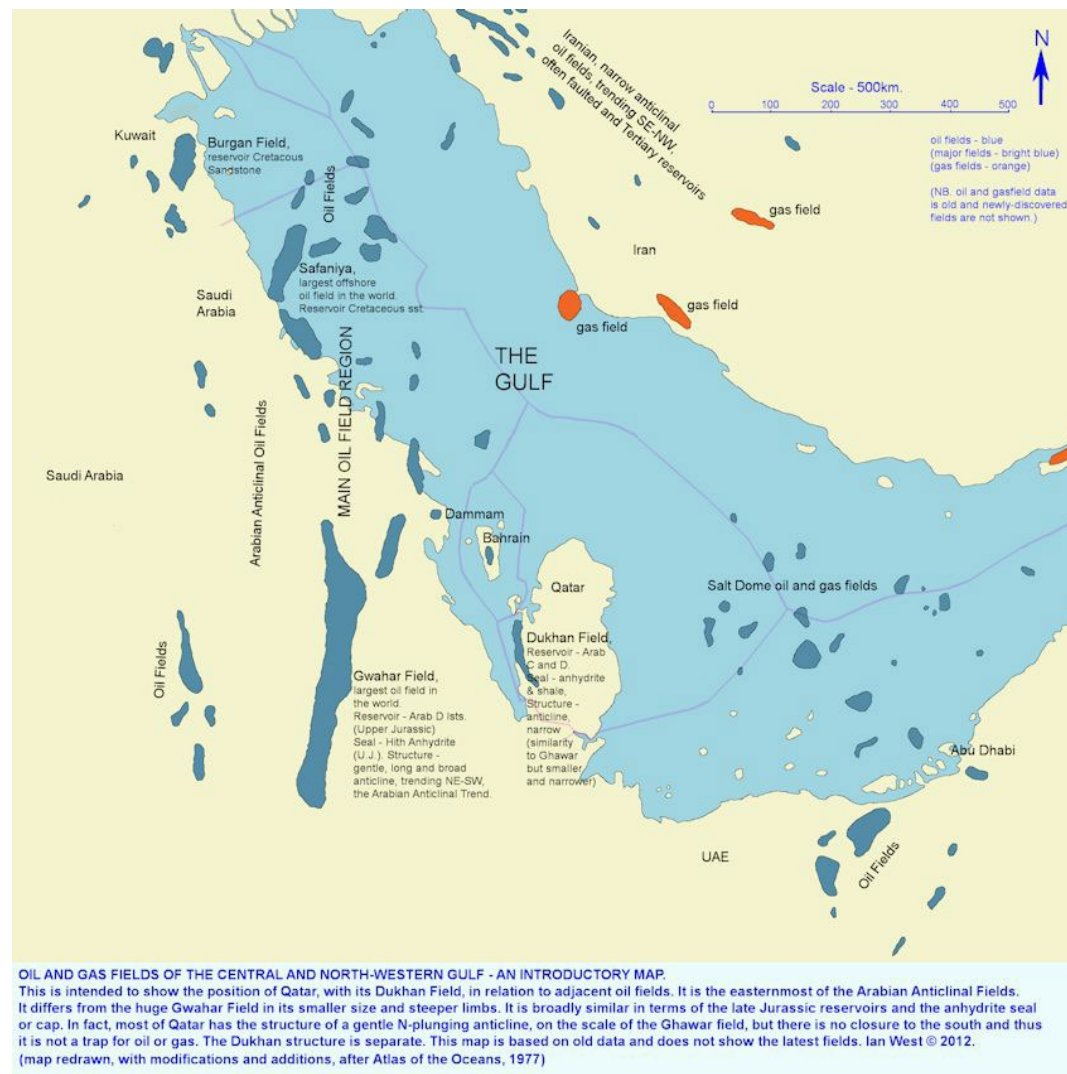 Iranian, narrow anticlinal
oil fields, trending SE-NW,
often faulted and Tertiary reservoirs
N
Scale - 500km.
0 100 200 300 400 500
oil fields - blue
(major fields - bright blue)
(gas fields - orange)
(NB. oil and gasfield data
is old and newly-discovered
fields are not shown.)
Kuwait
Burgan Field,
reservoir Cretacous
Sandstone
Oil Fields
gas field
Iran
Safaniya,
largest offshore
oil field in the world.
Reservoir Cretaceous sst.
Saudi
Arabia
gas field
gas field
THE
GULF
MAIN OIL FIELD REGION
Arabian Anticlinal Oil Fields
Saudi Arabia
Dammam
Bahrain
Qatar
Salt Dome oil and gas fields
Oil Fields
Dukhan Field,
Reservoir - Arab
C and D.
Seal - anhydrite
& shale,
Structure -
anticline,
narrow
(similarity
to Ghawar
but smaller
and narrower)
Gwahar Field,
largest oil field in
the world.
Reservoir - Arab D lsts.
(Upper Jurassic)
Seal - Hith Anhydrite
(U.J.). Structure -
gentle, long and broad
anticline, trending NE-SW,
the Arabian Anticlinal Trend.
Abu Dhabi
UAE
Oil Fields
OIL AND GAS FIELDS OF THE CENTRAL AND NORTH-WESTERN GULF - AN INTRODUCTORY MAP.
This is intended to show the position of Qatar, with its Dukhan Field, in relation to adjacent oil fields. It is the easternmost of the Arabian Anticlinal Fields.
It differs from the huge Gwahar Field in its smaller size and steeper limbs. It is broadly similar in terms of the late Jurassic reservoirs and the anhydrite seal
or cap. In fact, most of Qatar has the structure of a gentle N-plunging anticline, on the scale of the Ghawar field, but there is no closure to the south and thus
it is not a trap for oil or gas. The Dukhan structure is separate. This map is based on old data and does not show the latest fields. Ian West © 2012.
(map redrawn, with modifications and additions, after Atlas of the Oceans, 1977)